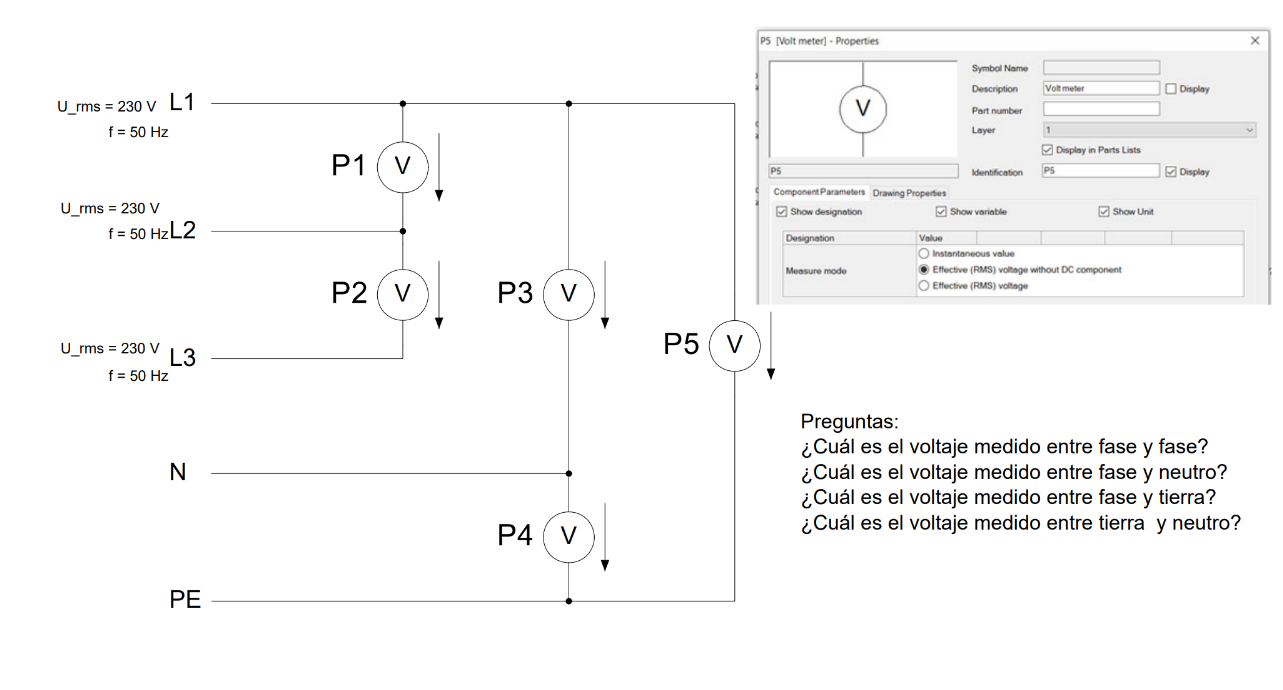 P5 [Volt meter] - Properties
Symbol Name
Description
Volt meter
Display
Part number
Layer
1
Display in Parts Lists
P5
Identification
P5
Display
Component Parameters
Drawing Properties
Show designation
Show variable
Show Unit
Designation
Value
Measure mode
Instantaneous value
Effective (RMS) voltage without DC component
Effective (RMS) voltage
U_rms = 230 V
L1
f = 50 Hz
P1
V
U_rms = 230 V
f = 50 Hz
L2
P2
V
P3
V
U_rms = 230 V
L3
f = 50 Hz
P5
V
N
P4
V
PE
V
Preguntas:
¿Cuál es el voltaje medido entre fase y fase?
¿Cuál es el voltaje medido entre fase y neutro?
¿Cuál es el voltaje medido entre fase y tierra?
¿Cuál es el voltaje medido entre tierra y neutro?